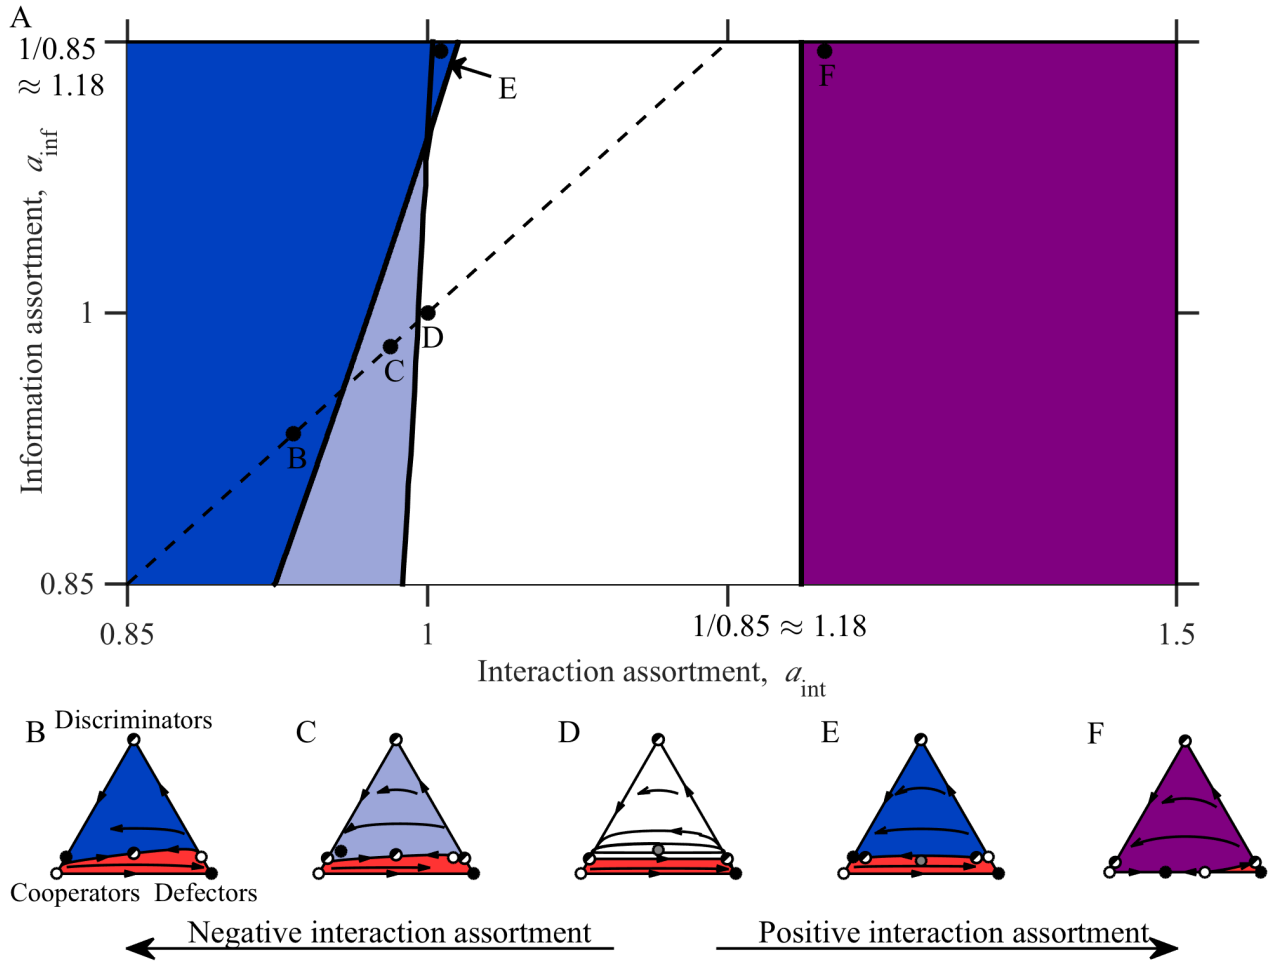 A
1/0.85
≈ 1.18
E
F
Information assortment, a_inf
1
D
C
B
0.85
0.85
1
1/0.85 ≈ 1.18
1.5
Interaction assortment, a_int
B
Discriminators
C
D
E
F
Cooperators
Defectors
Negative interaction assortment
Positive interaction assortment